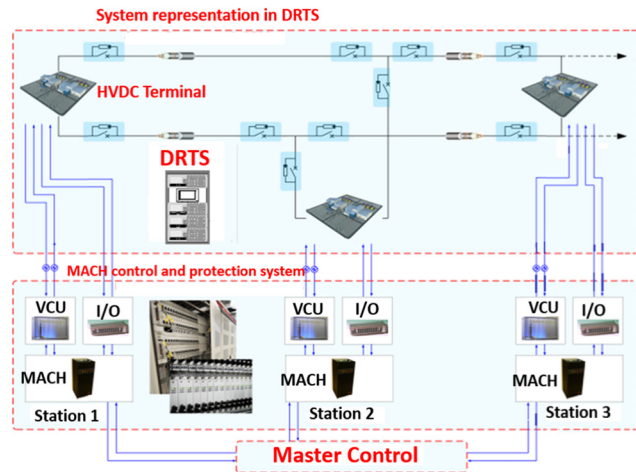 System representation in DRTS
HVDC Terminal
DRTS
MACH control and protection system
VCU
I/O
VCU
I/O
VCU
I/O
MACH
MACH
MACH
Station 1
Station 2
Station 3
Master Control